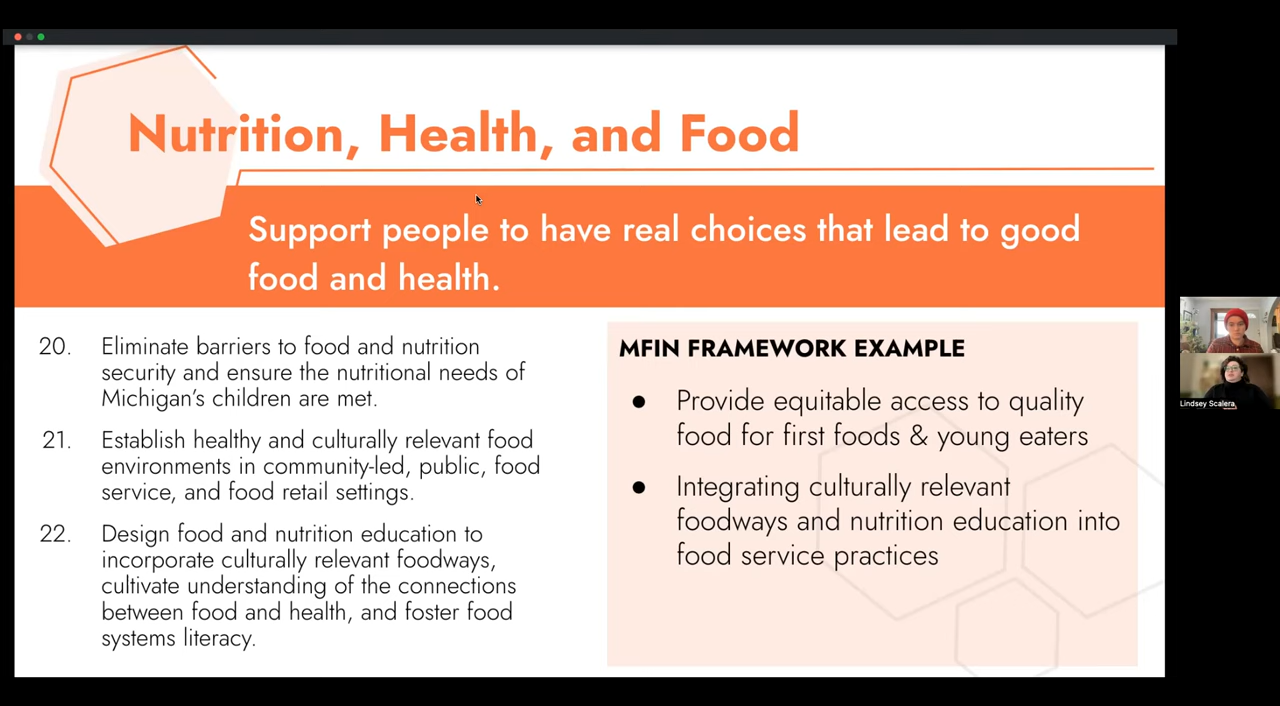 Nutrition, Health, and Food
Support people to have real choices that lead to good
food and health.
20. Eliminate barriers to food and nutrition
security and ensure the nutritional needs of
Michigan’s children are met.
21. Establish healthy and culturally relevant food
environments in community-led, public, food
service, and food retail settings.
22. Design food and nutrition education to
incorporate culturally relevant foodways,
cultivate understanding of the connections
between food and health, and foster food
systems literacy.
MFIN FRAMEWORK EXAMPLE
● Provide equitable access to quality
food for first foods & young eaters
● Integrating culturally relevant
foodways and nutrition education into
food service practices
Lindsey Scalera